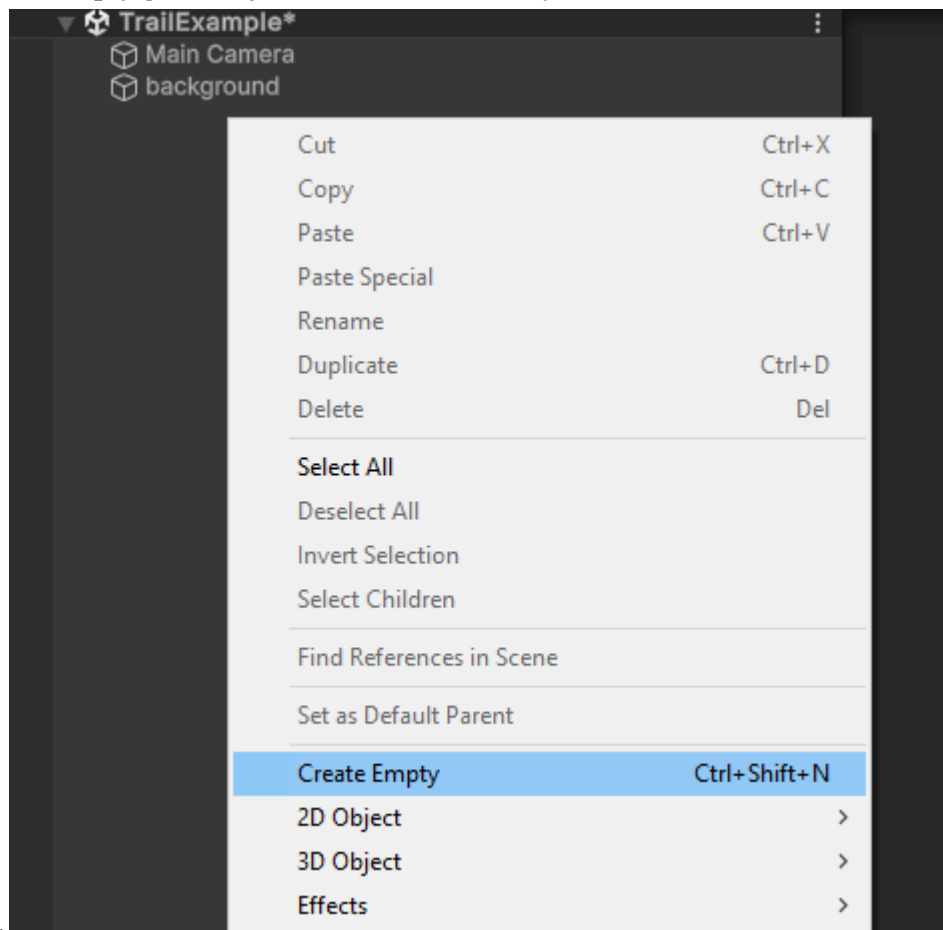 TrailExample*
Main Camera
background
Cut Ctrl+X
Copy Ctrl+C
Paste Ctrl+V
Paste Special
Rename
Duplicate Ctrl+D
Delete Del
Select All
Deselect All
Invert Selection
Select Children
Find References in Scene
Set as Default Parent
Create Empty Ctrl+Shift+N
2D Object
3D Object
Effects